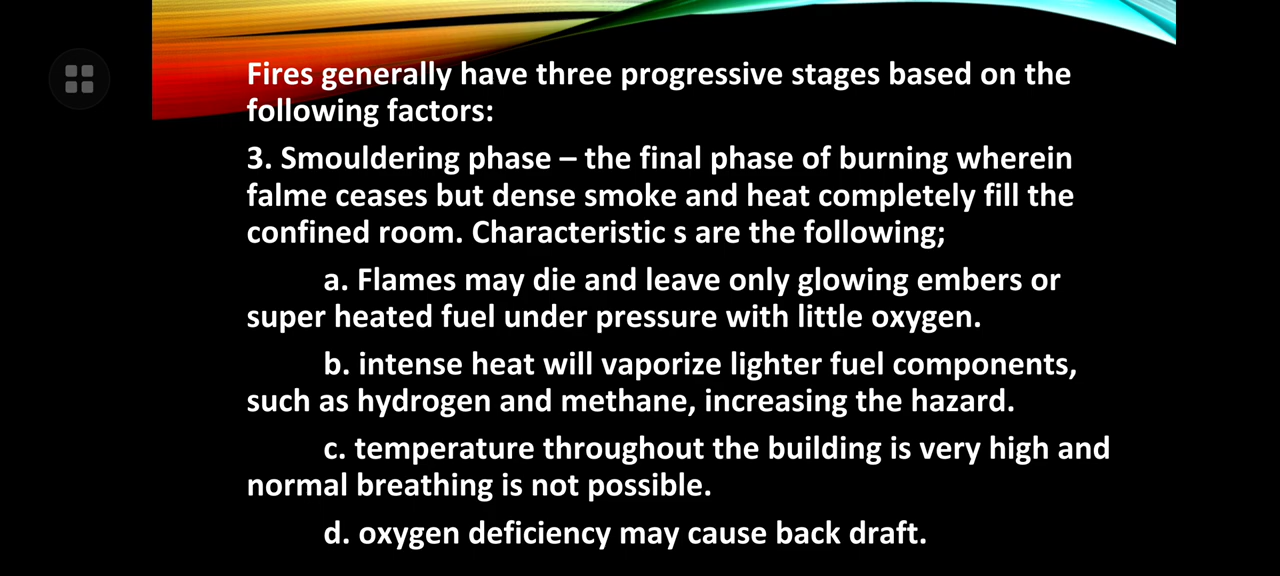 Fires generally have three progressive stages based on the
following factors:
3. Smouldering phase – the final phase of burning wherein
falme ceases but dense smoke and heat completely fill the
confined room. Characteristic s are the following;
a. Flames may die and leave only glowing embers or
super heated fuel under pressure with little oxygen.
b. intense heat will vaporize lighter fuel components,
such as hydrogen and methane, increasing the hazard.
c. temperature throughout the building is very high and
normal breathing is not possible.
d. oxygen deficiency may cause back draft.